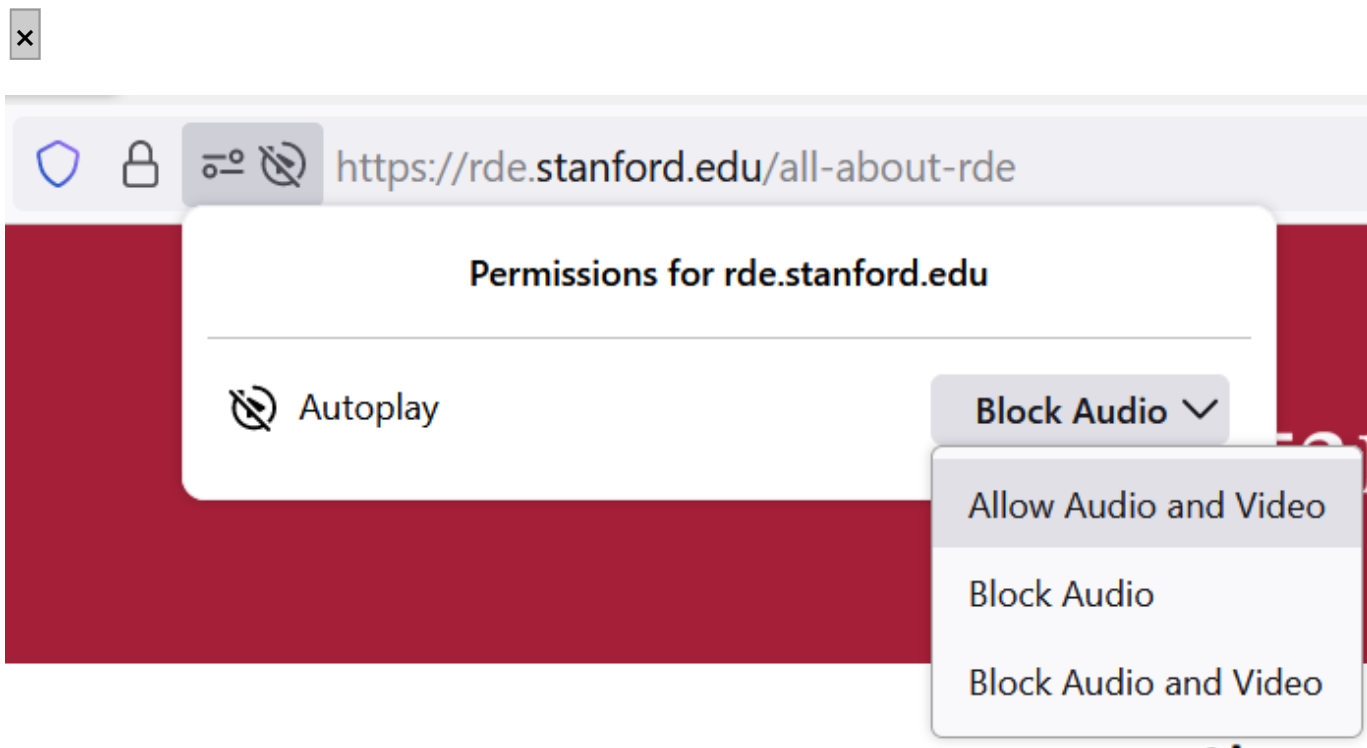 ×
https://rde.stanford.edu/all-about-rde
Permissions for rde.stanford.edu
Autoplay
Block Audio
Allow Audio and Video
Block Audio
Block Audio and Video